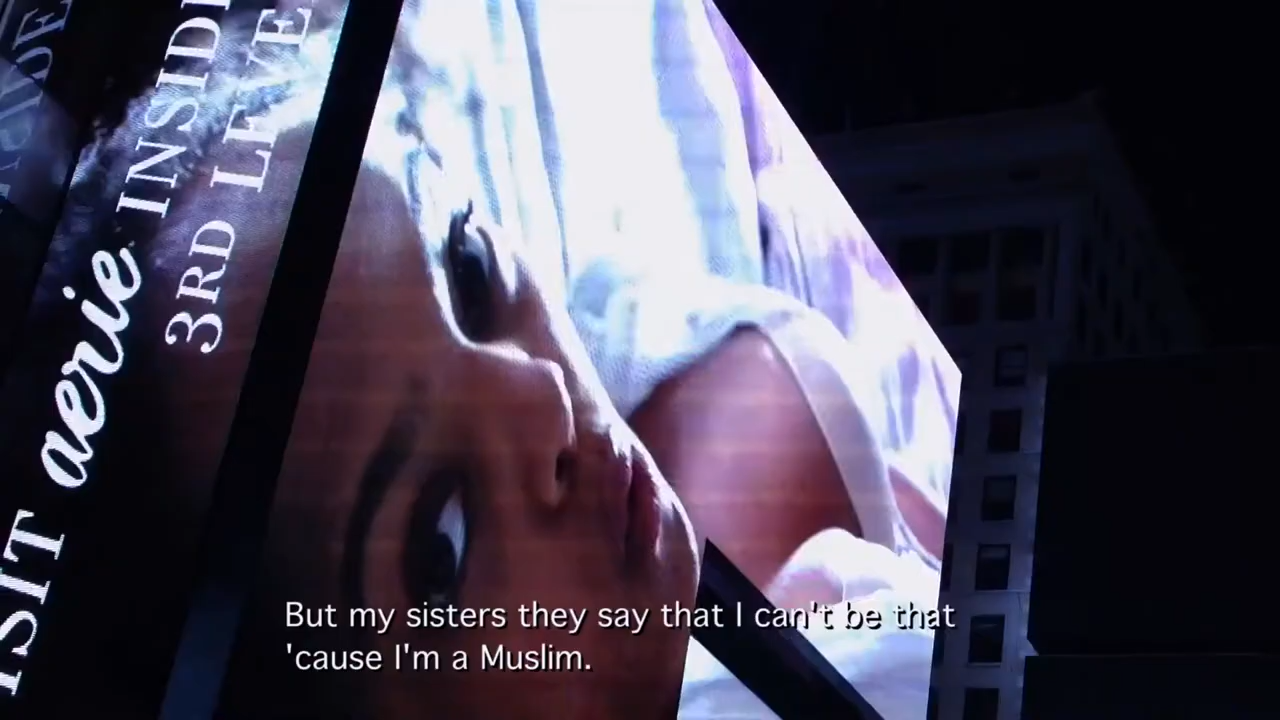 VISIT aerie INSIDE
3RD LEVEL
But my sisters they say that I can't be that
'cause I'm a Muslim.